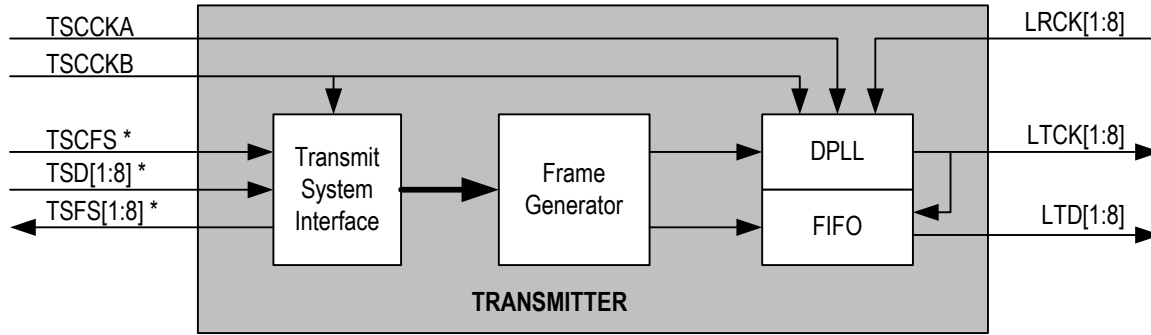 TSCCKA
TSCCKB
TSCFS *
TSD[1:8] *
TSFS[1:8] *
Transmit
System
Interface
Frame
Generator
DPLL
FIFO
LRCK[1:8]
LTCK[1:8]
LTD[1:8]
TRANSMITTER